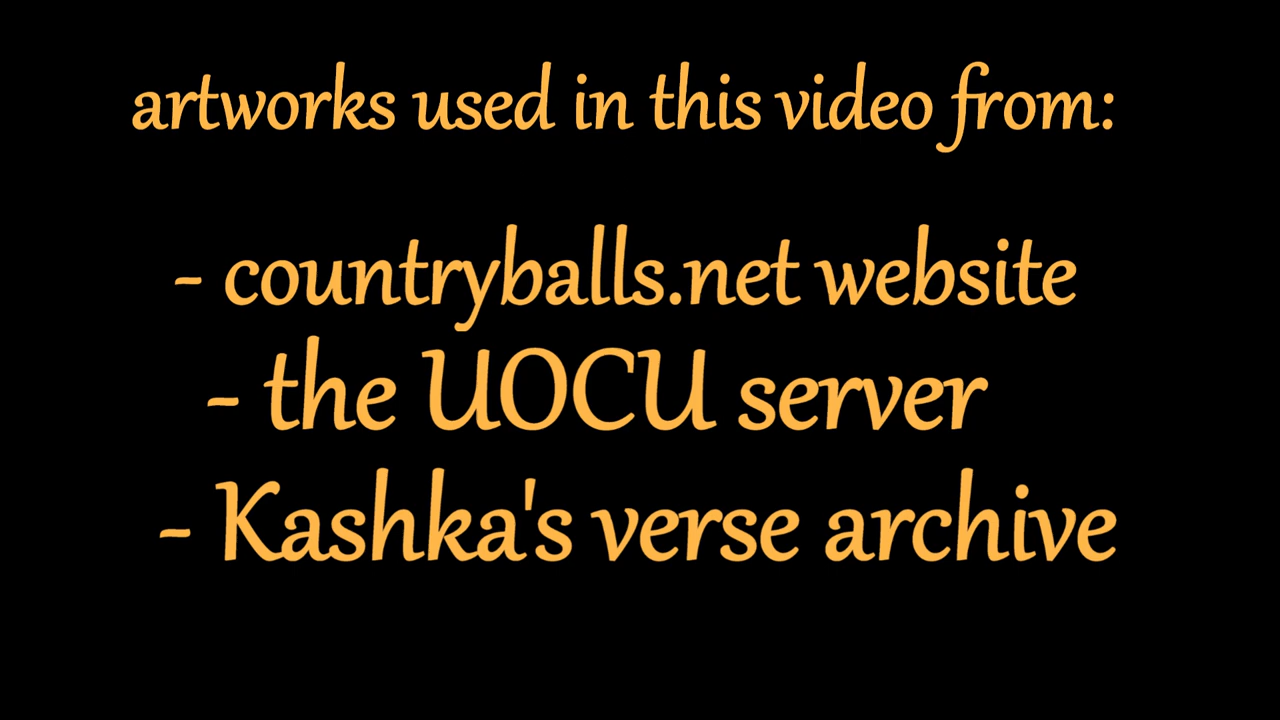 artworks used in this video from:
- countryballs.net website
- the UOCU server
- Kashka's verse archive